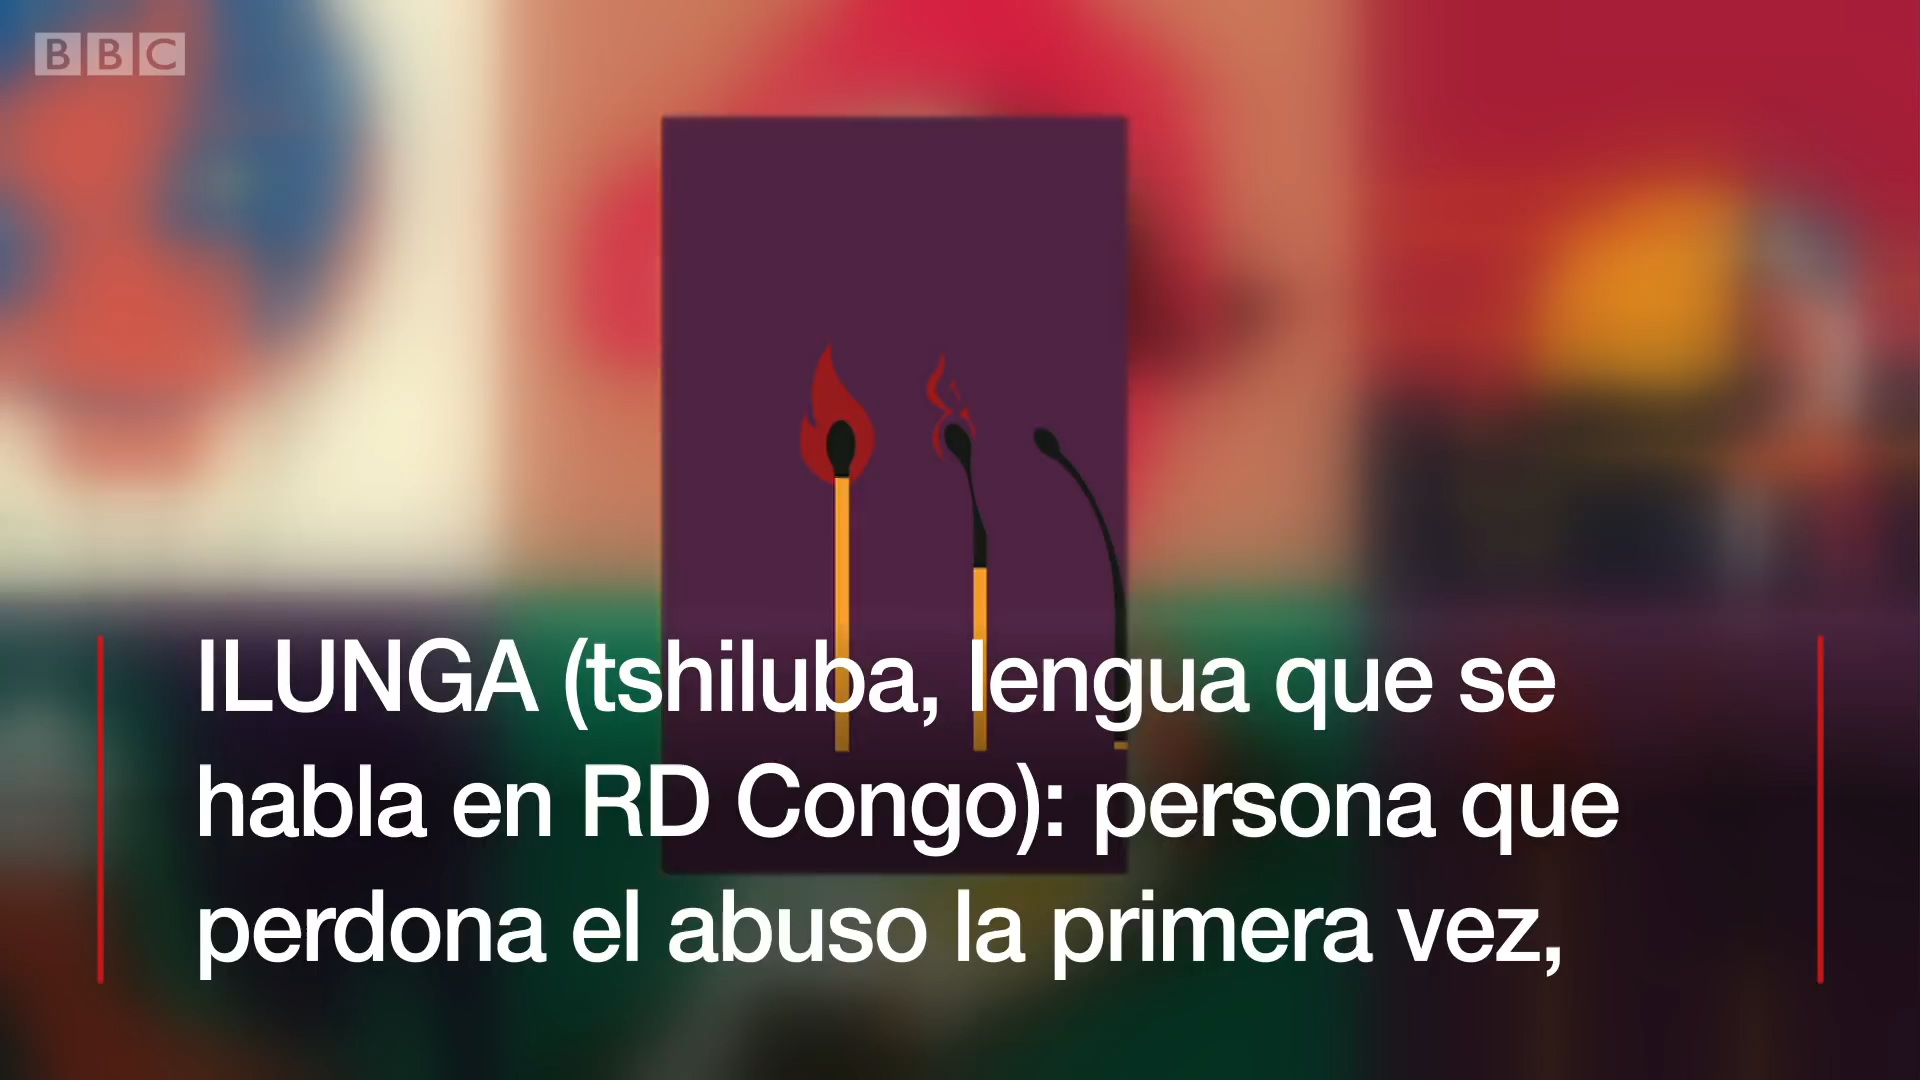 BBC
ILUNGA (tshiluba, lengua que se
habla en RD Congo): persona que
perdona el abuso la primera vez,